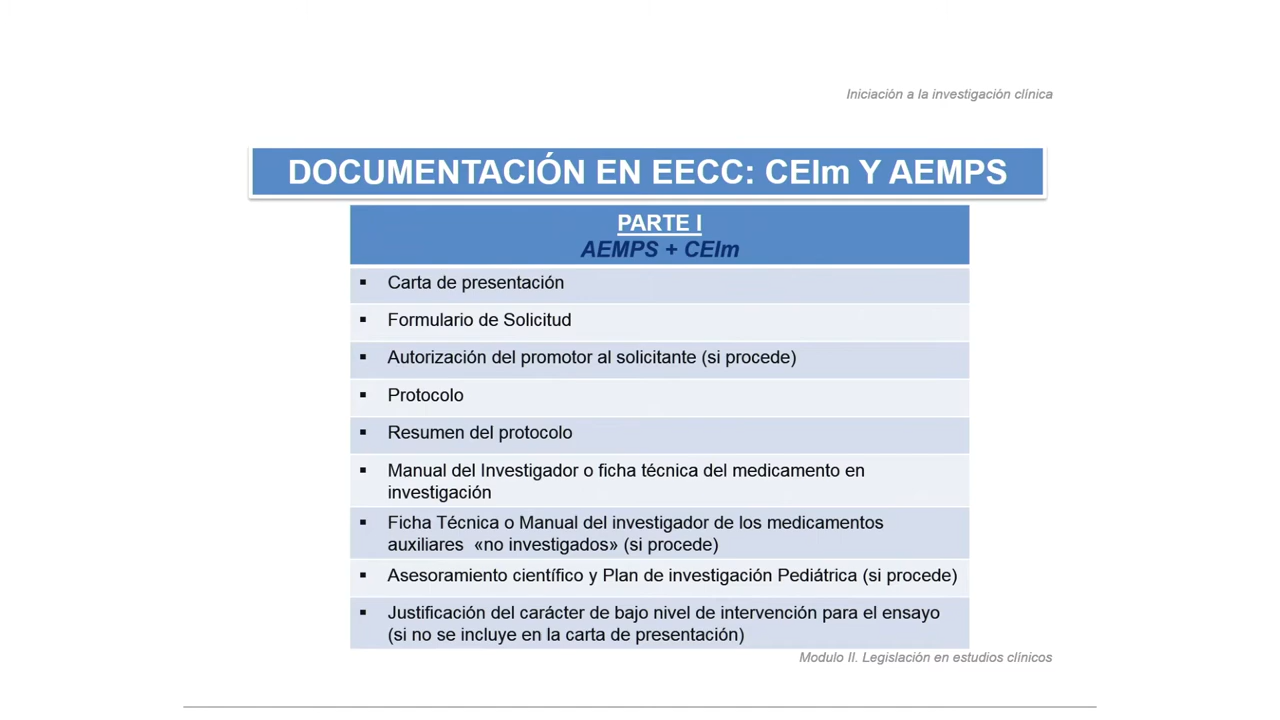 Iniciación a la investigación clínica
DOCUMENTACIÓN EN EECC: CEIm Y AEMPS
PARTE I
AEMPS + CEIm
▪ Carta de presentación
▪ Formulario de Solicitud
▪ Autorización del promotor al solicitante (si procede)
▪ Protocolo
▪ Resumen del protocolo
▪ Manual del Investigador o ficha técnica del medicamento en
investigación
▪ Ficha Técnica o Manual del investigador de los medicamentos
auxiliares «no investigados» (si procede)
▪ Asesoramiento científico y Plan de investigación Pediátrica (si procede)
▪ Justificación del carácter de bajo nivel de intervención para el ensayo
(si no se incluye en la carta de presentación)
Modulo II. Legislación en estudios clínicos